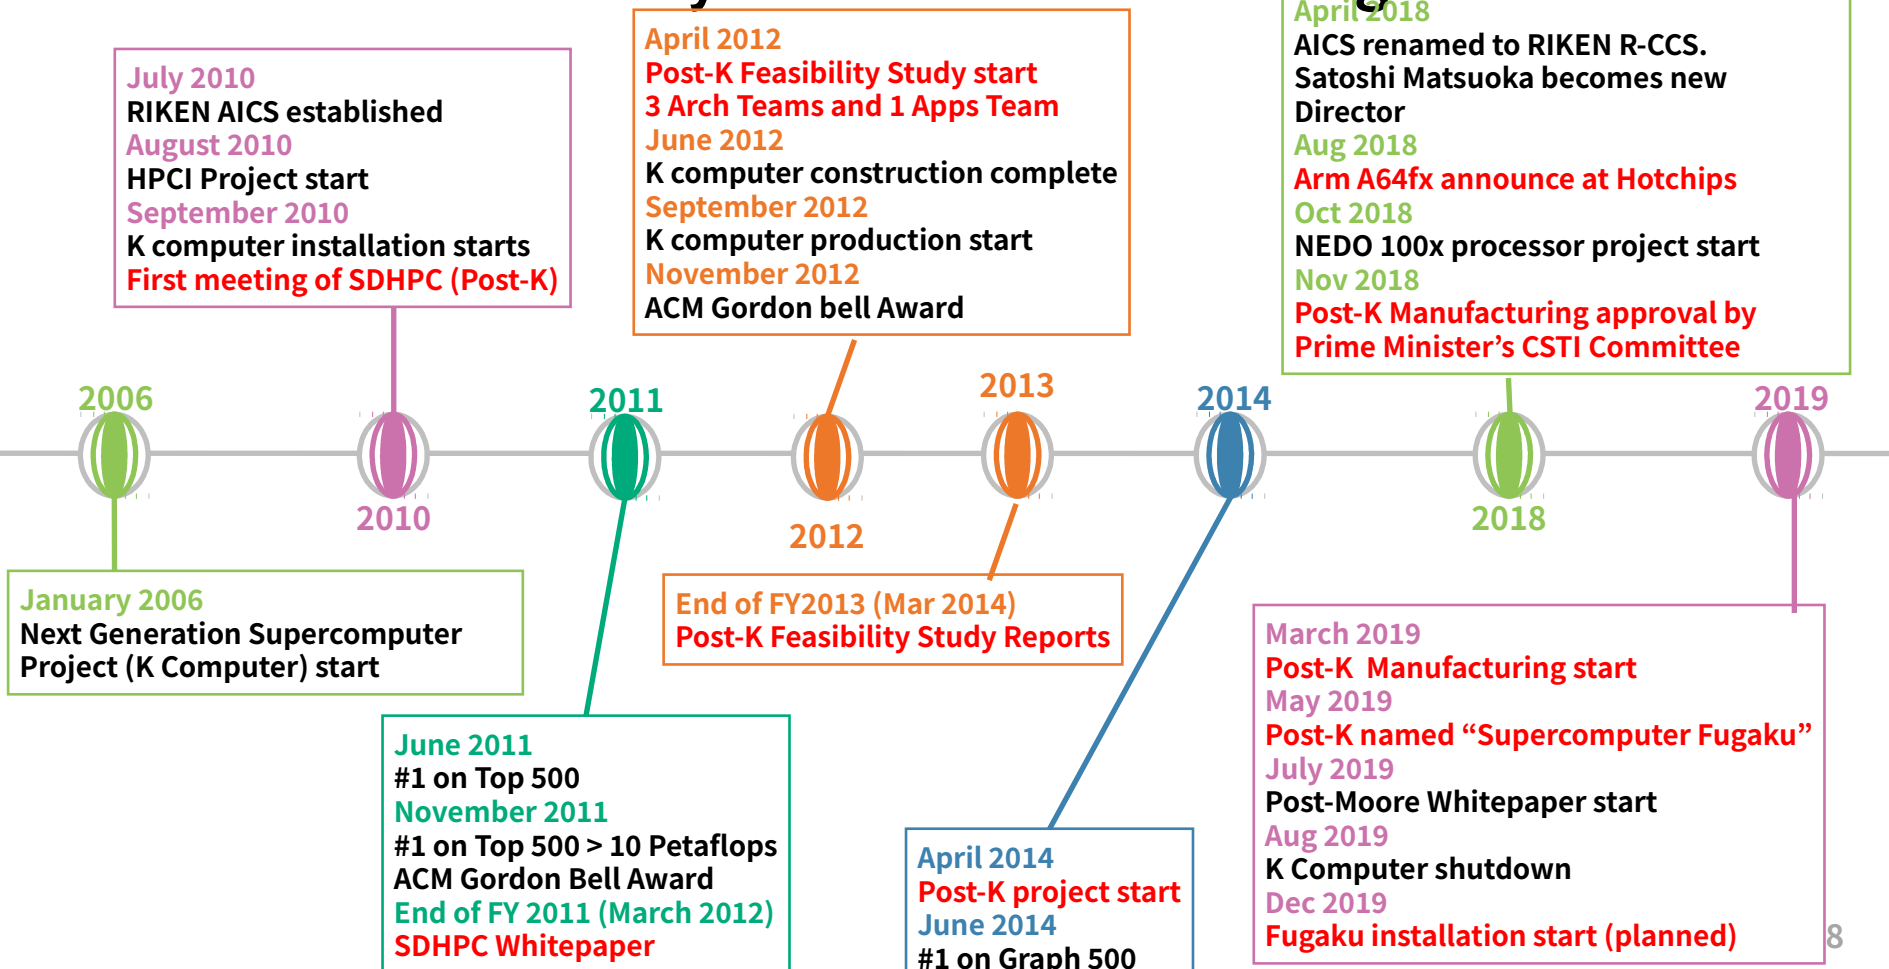 July 2010
RIKEN AICS established
August 2010
HPCI Project start
September 2010
K computer installation starts
First meeting of SDHPC (Post-K)
April 2012
Post-K Feasibility Study start
3 Arch Teams and 1 Apps Team
June 2012
K computer construction complete
September 2012
K computer production start
November 2012
ACM Gordon bell Award
April 2018
AICS renamed to RIKEN R-CCS.
Satoshi Matsuoka becomes new
Director
Aug 2018
Arm A64fx announce at Hotchips
Oct 2018
NEDO 100x processor project start
Nov 2018
Post-K Manufacturing approval by
Prime Minister’s CSTI Committee
2006
2010
2011
2012
2013
2014
2018
2019
January 2006
Next Generation Supercomputer
Project (K Computer) start
June 2011
#1 on Top 500
November 2011
#1 on Top 500 > 10 Petaflops
ACM Gordon Bell Award
End of FY 2011 (March 2012)
SDHPC Whitepaper
End of FY2013 (Mar 2014)
Post-K Feasibility Study Reports
April 2014
Post-K project start
June 2014
#1 on Graph 500
March 2019
Post-K  Manufacturing start
May 2019
Post-K named “Supercomputer Fugaku”
July 2019
Post-Moore Whitepaper start
Aug 2019
K Computer shutdown
Dec 2019
Fugaku installation start (planned)
8